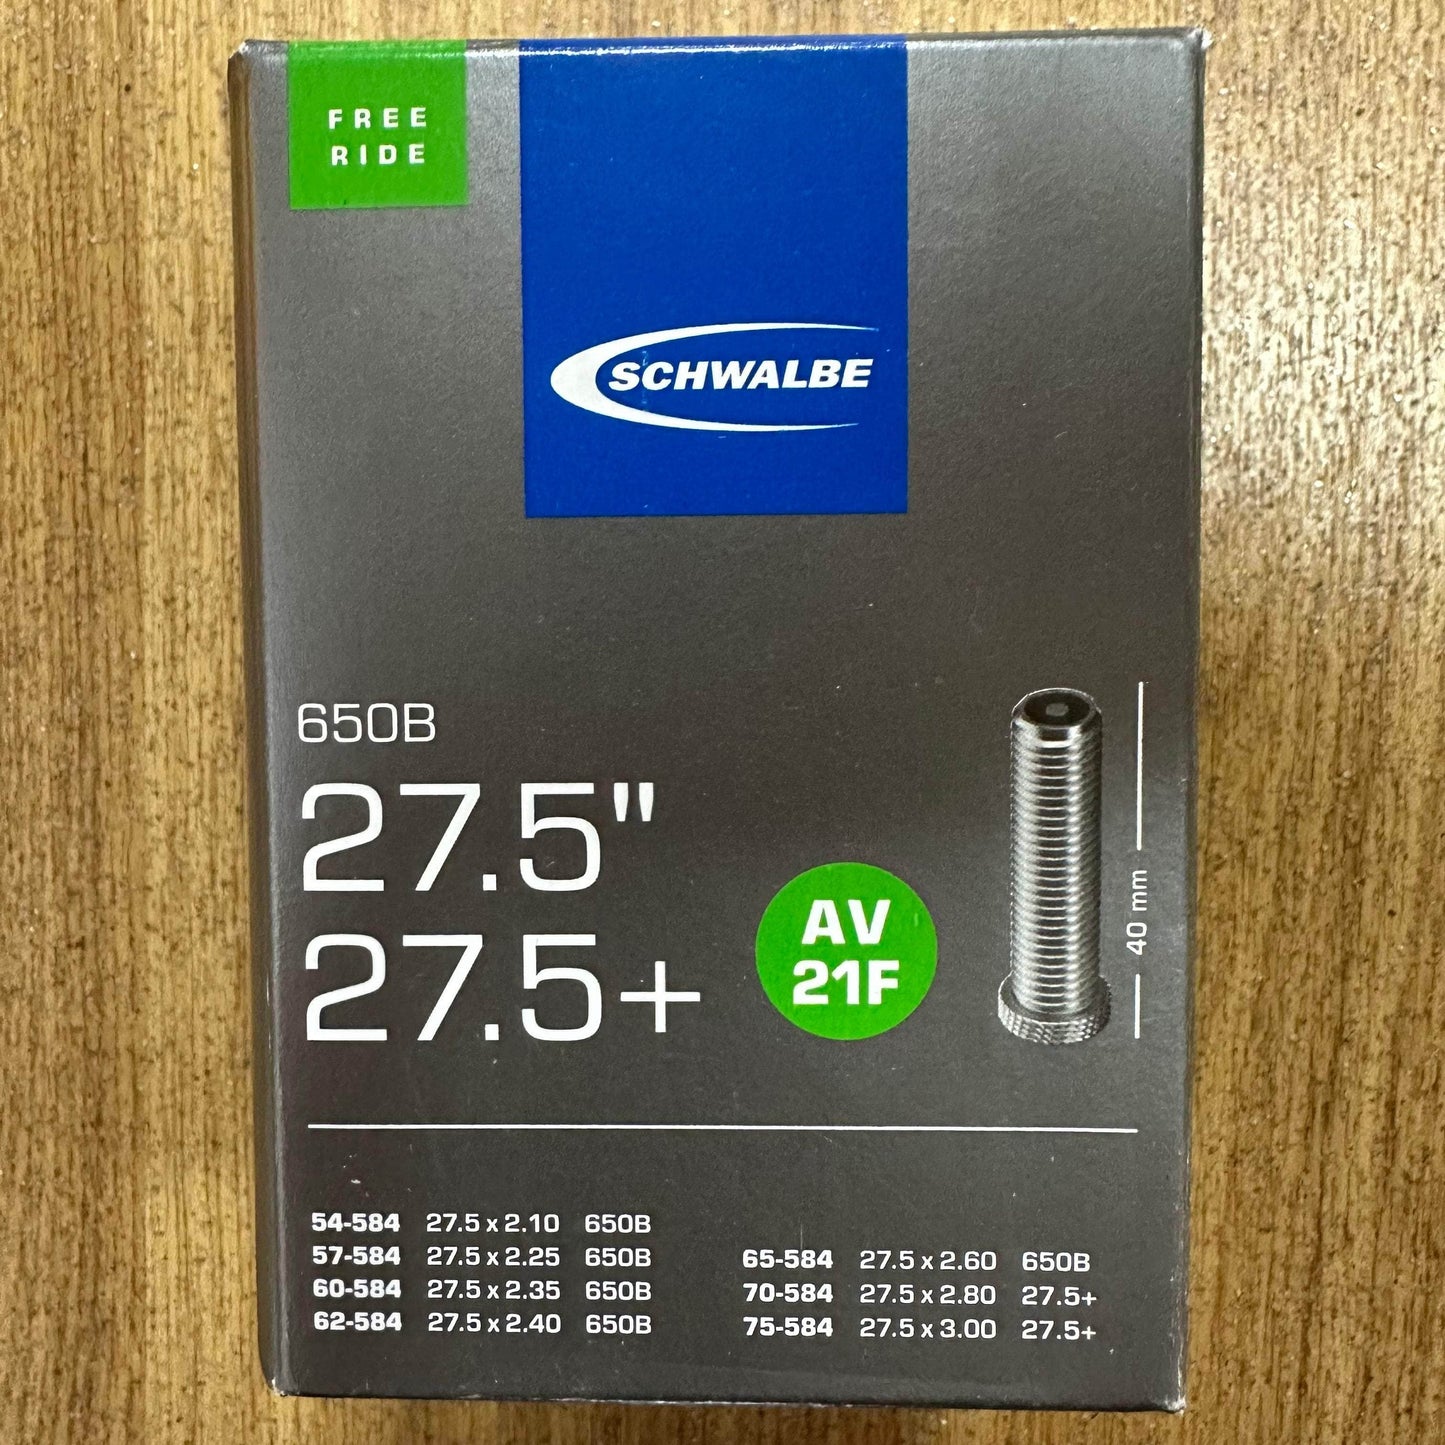 FREE
RIDE
SCHWALBE
650B
27.5"
27.5+
AV
21F
40 mm
54-584 27.5 x 2.10 650B
57-584 27.5 x 2.25 650B
60-584 27.5 x 2.35 650B
62-584 27.5 x 2.40 650B
65-584 27.5 x 2.60 650B
70-584 27.5 x 2.80 27.5+
75-584 27.5 x 3.00 27.5+